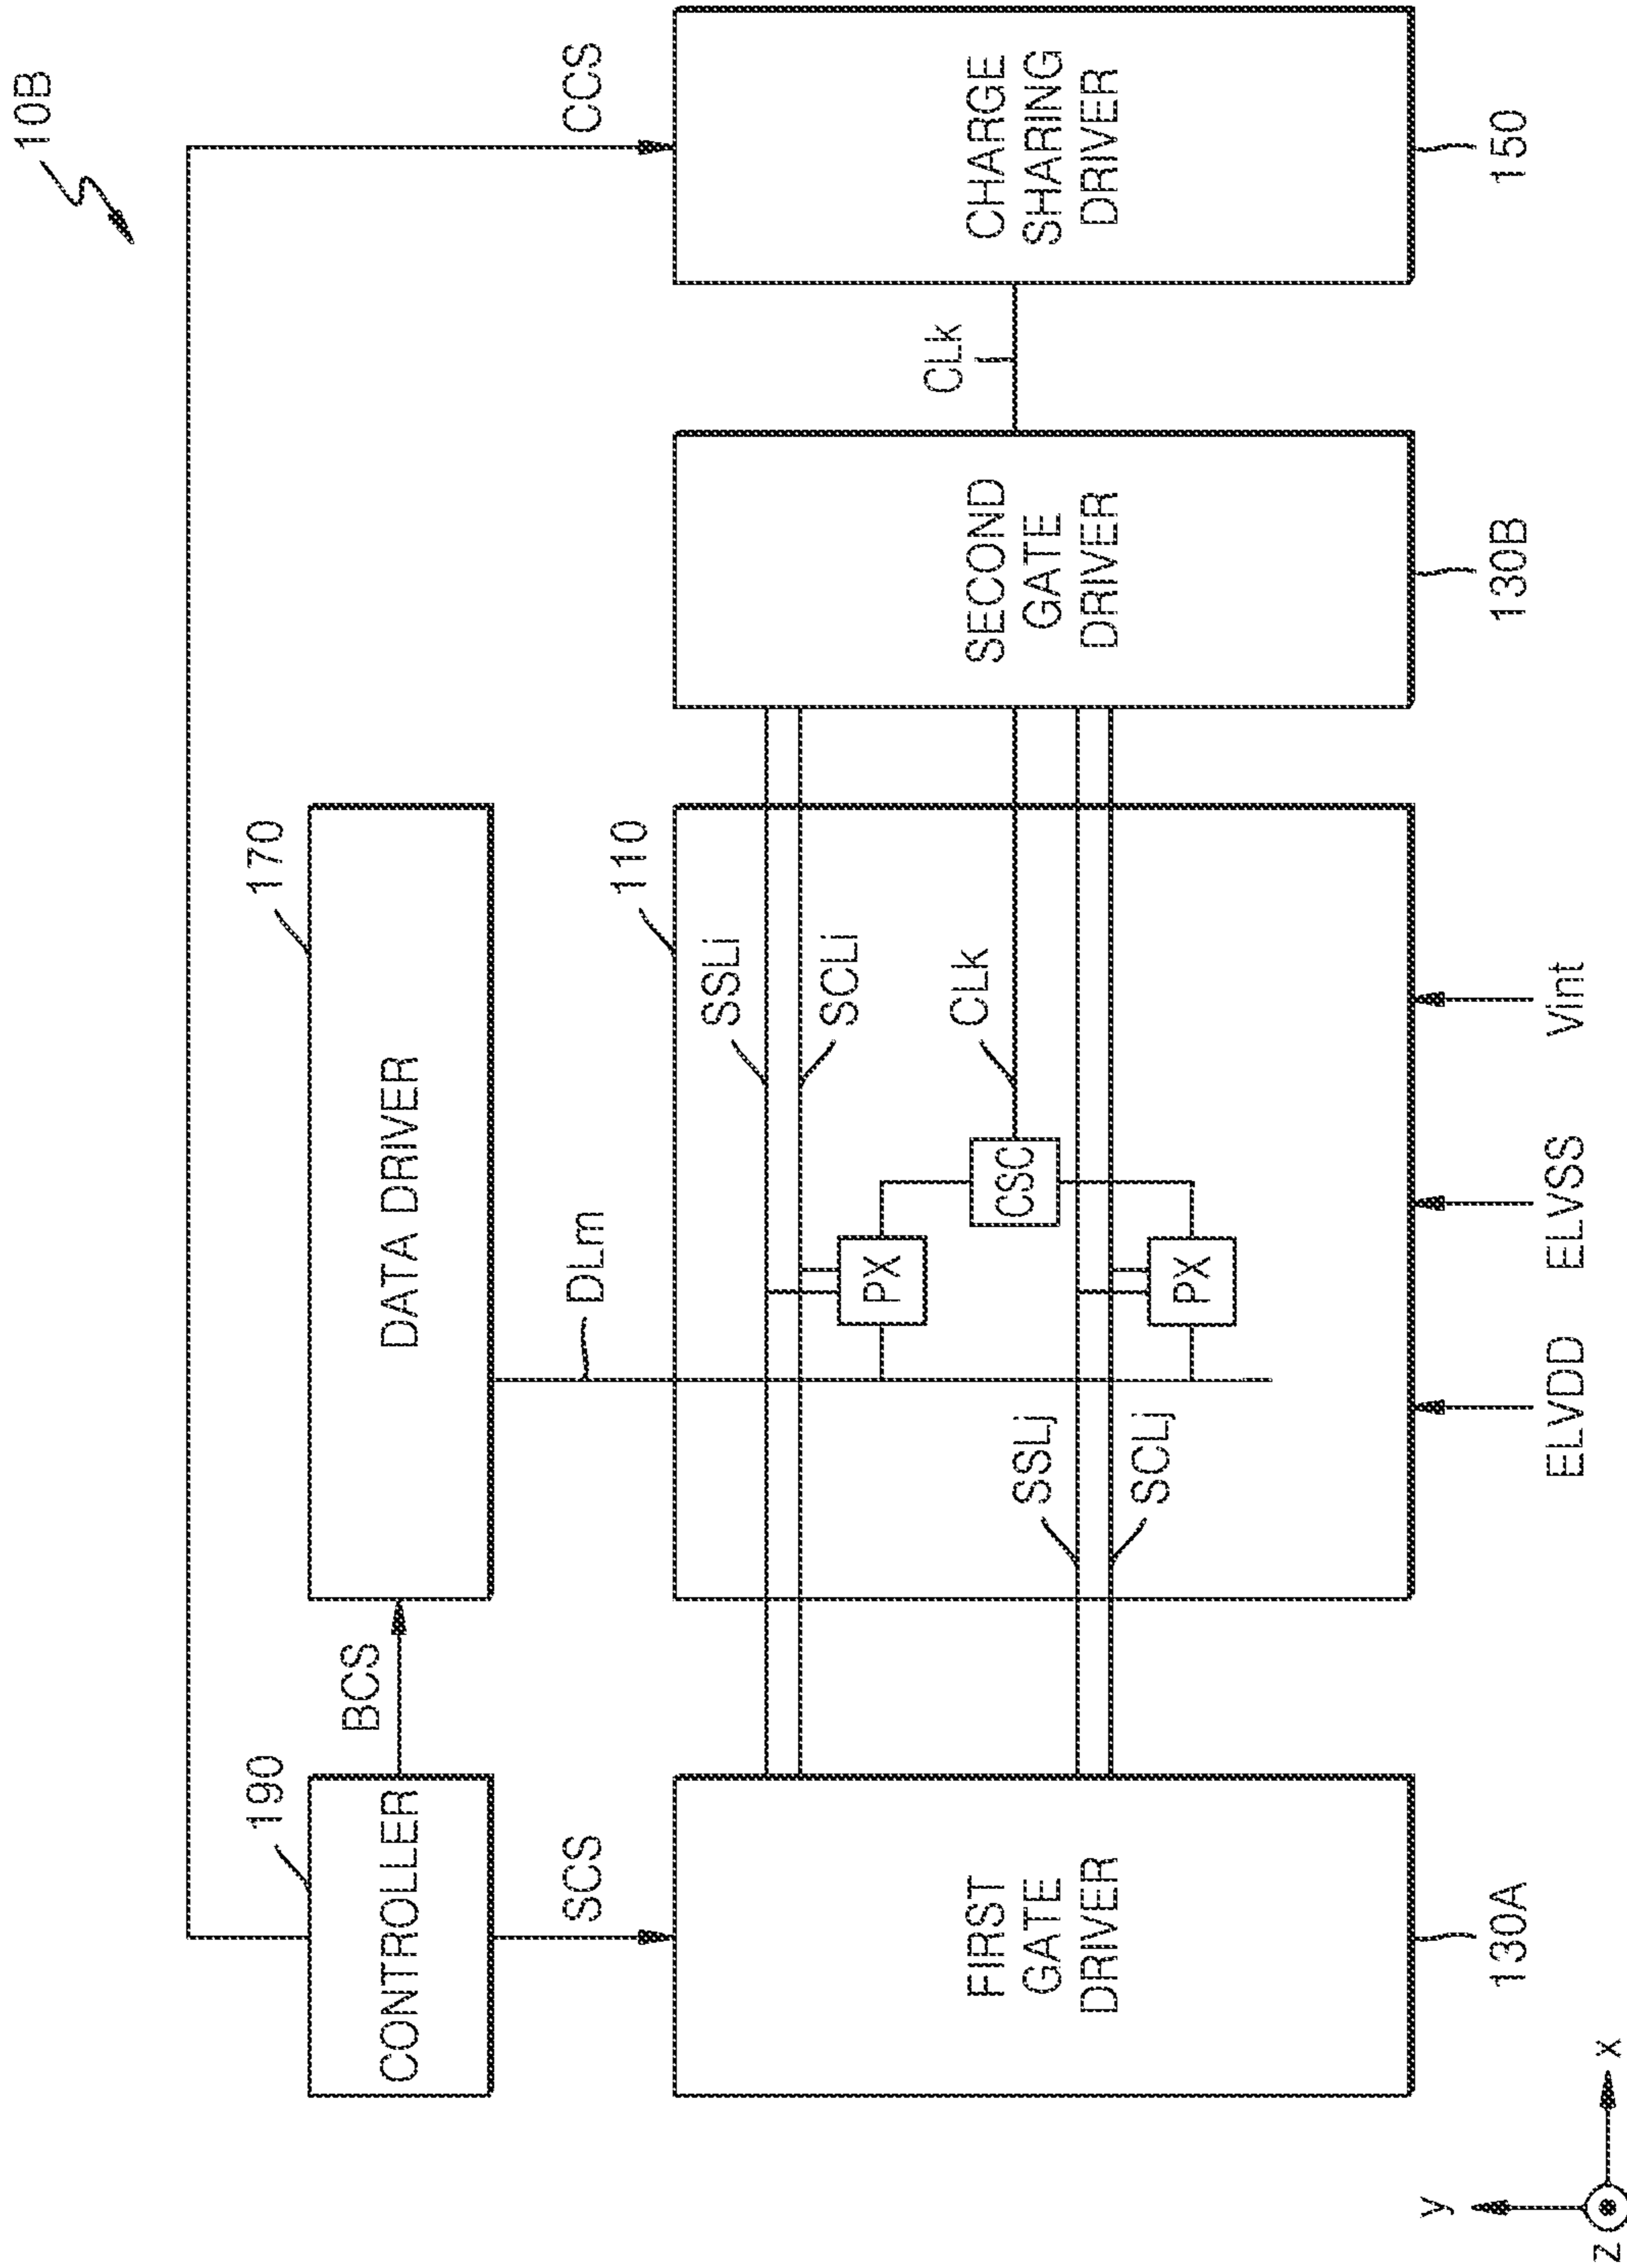 10B
CCS
190
CONTROLLER
BCS
170
DATA DRIVER
SCS
DLm
110
FIRST
GATE
DRIVER
130A
SSLi
SCLi
PX
CSC
CLk
SSLj
SCLj
PX
SECOND
GATE
DRIVER
130B
CLk
CHARGE
SHARING
DRIVER
150
ELVDD
ELVSS
Vint
y
z
x